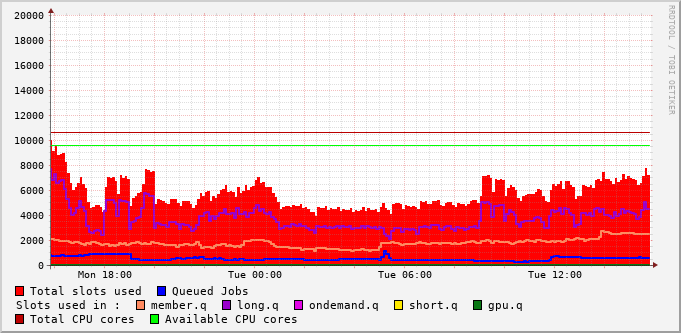 20000
18000
16000
14000
12000
10000
8000
6000
4000
2000
0
Mon 18:00 Tue 00:00 Tue 06:00 Tue 12:00
RRDTOOL / TOBI OETIKER
Total slots used Queued Jobs
Slots used in : member.q long.q ondemand.q short.q gpu.q
Total CPU cores Available CPU cores